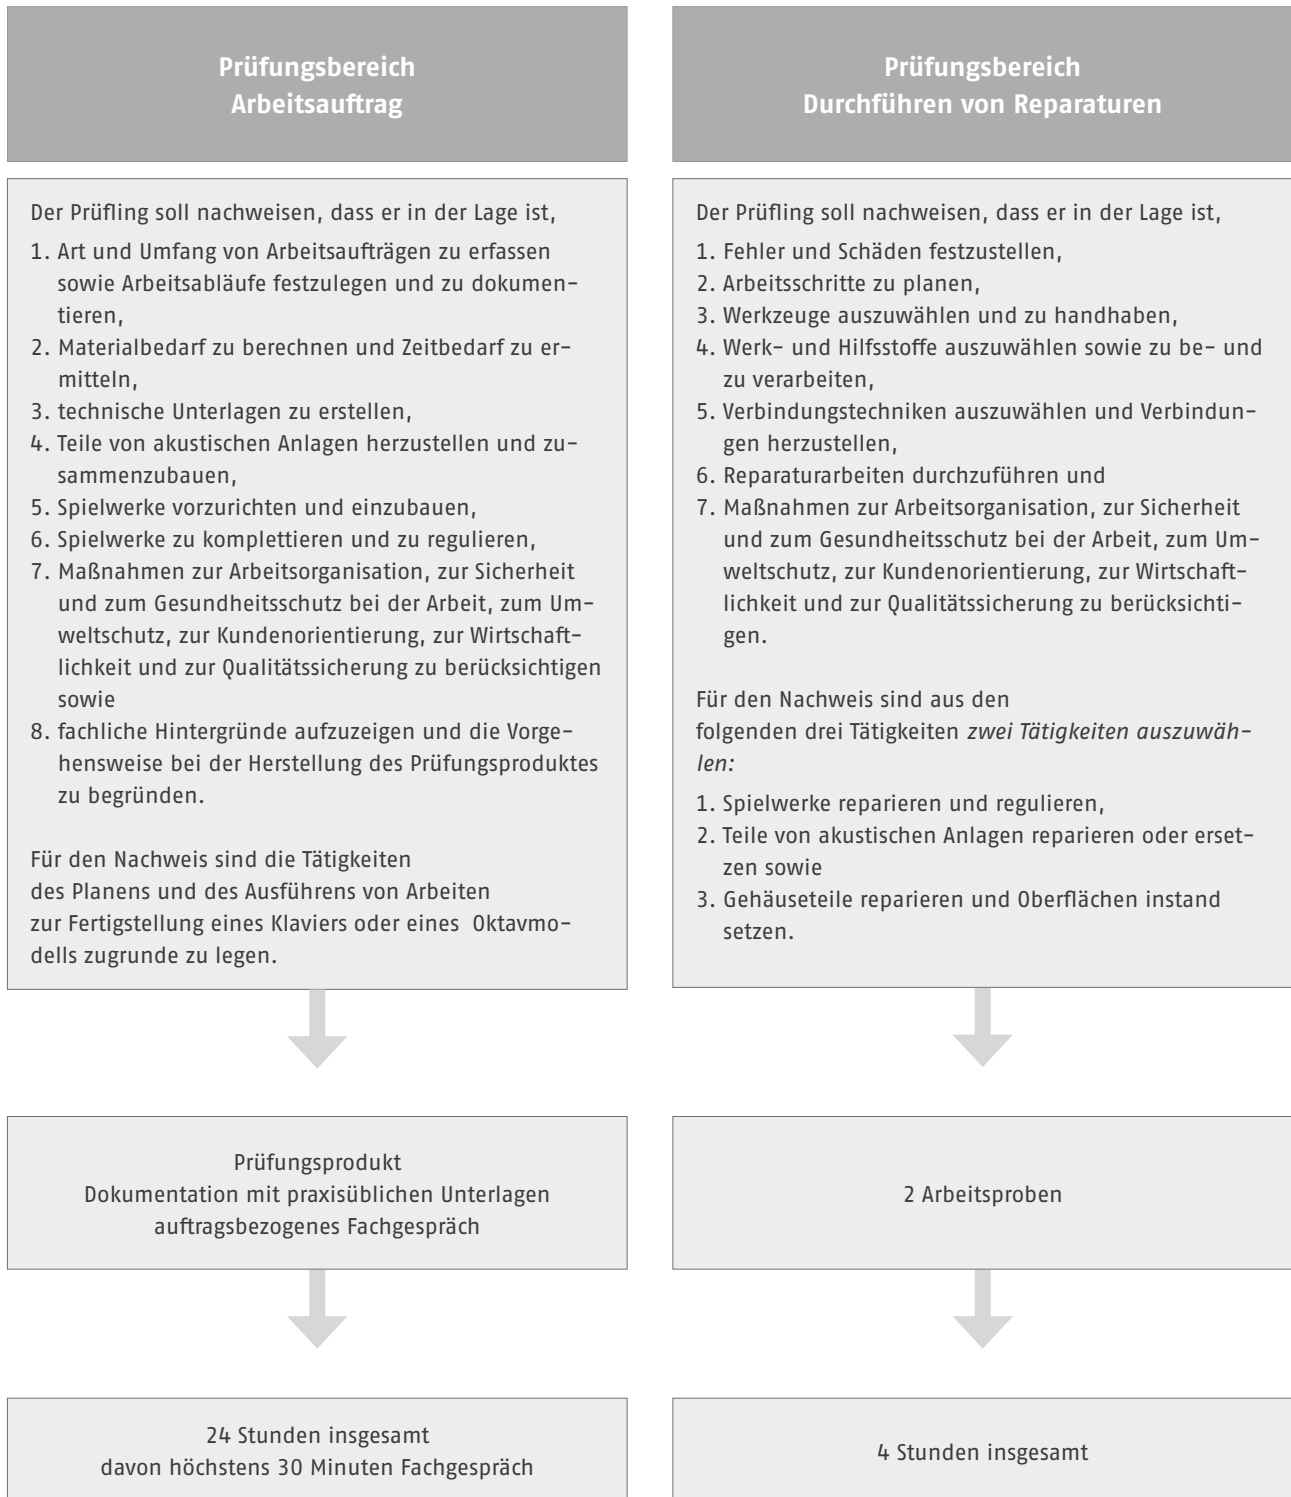 Prüfungsbereich
Arbeitsauftrag
Der Prüfling soll nachweisen, dass er in der Lage ist,
1. Art und Umfang von Arbeitsaufträgen zu erfassen
sowie Arbeitsabläufe festzulegen und zu dokumen-
tieren,
2. Materialbedarf zu berechnen und Zeitbedarf zu er-
mitteln,
3. technische Unterlagen zu erstellen,
4. Teile von akustischen Anlagen herzustellen und zu-
sammenzubauen,
5. Spielwerke vorzurichten und einzubauen,
6. Spielwerke zu komplettieren und zu regulieren,
7. Maßnahmen zur Arbeitsorganisation, zur Sicherheit
und zum Gesundheitsschutz bei der Arbeit, zum Um-
weltschutz, zur Kundenorientierung, zur Wirtschaft-
lichkeit und zur Qualitätssicherung zu berücksichtigen
sowie
8. fachliche Hintergründe aufzuzeigen und die Vorge-
hensweise bei der Herstellung des Prüfungsproduktes
zu begründen.
Für den Nachweis sind die Tätigkeiten
des Planens und des Ausführens von Arbeiten
zur Fertigstellung eines Klaviers oder eines Oktavmo-
dells zugrunde zu legen.
Prüfungsprodukt
Dokumentation mit praxisüblichen Unterlagen
auftragsbezogenes Fachgespräch
24 Stunden insgesamt
davon höchstens 30 Minuten Fachgespräch
Prüfungsbereich
Durchführen von Reparaturen
Der Prüfling soll nachweisen, dass er in der Lage ist,
1. Fehler und Schäden festzustellen,
2. Arbeitsschritte zu planen,
3. Werkzeuge auszuwählen und zu handhaben,
4. Werk- und Hilfsstoffe auszuwählen sowie zu be- und
zu verarbeiten,
5. Verbindungstechniken auszuwählen und Verbindun-
gen herzustellen,
6. Reparaturarbeiten durchzuführen und
7. Maßnahmen zur Arbeitsorganisation, zur Sicherheit
und zum Gesundheitsschutz bei der Arbeit, zum Um-
weltschutz, zur Kundenorientierung, zur Wirtschaft-
lichkeit und zur Qualitätssicherung zu berücksichti-
gen.
Für den Nachweis sind aus den
folgenden drei Tätigkeiten zwei Tätigkeiten auszuwäh-
len:
1. Spielwerke reparieren und regulieren,
2. Teile von akustischen Anlagen reparieren oder erset-
zen sowie
3. Gehäuseteile reparieren und Oberflächen instand
setzen.
2 Arbeitsproben
4 Stunden insgesamt